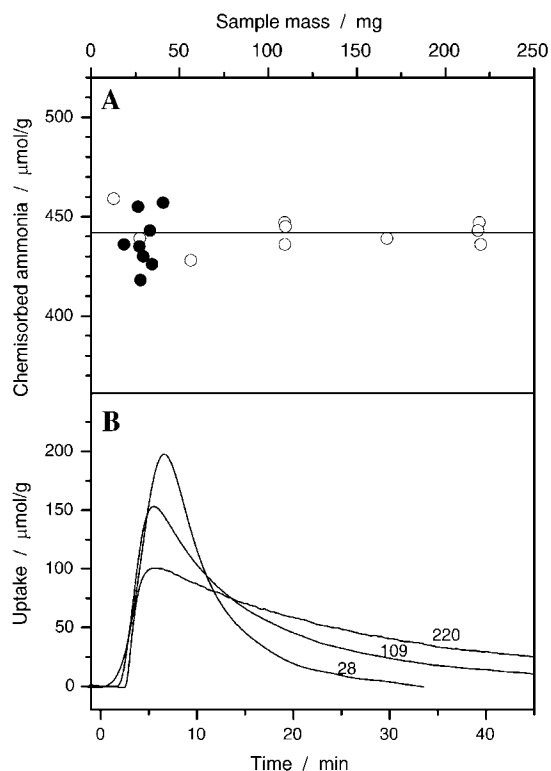 Sample mass / mg
0 50 100 150 200 250
A
Chemisorbed ammonia / μmol/g
500
450
400
B
Uptake / μmol/g
200
150
100
50
0
220
109
28
0 10 20 30 40
Time / min